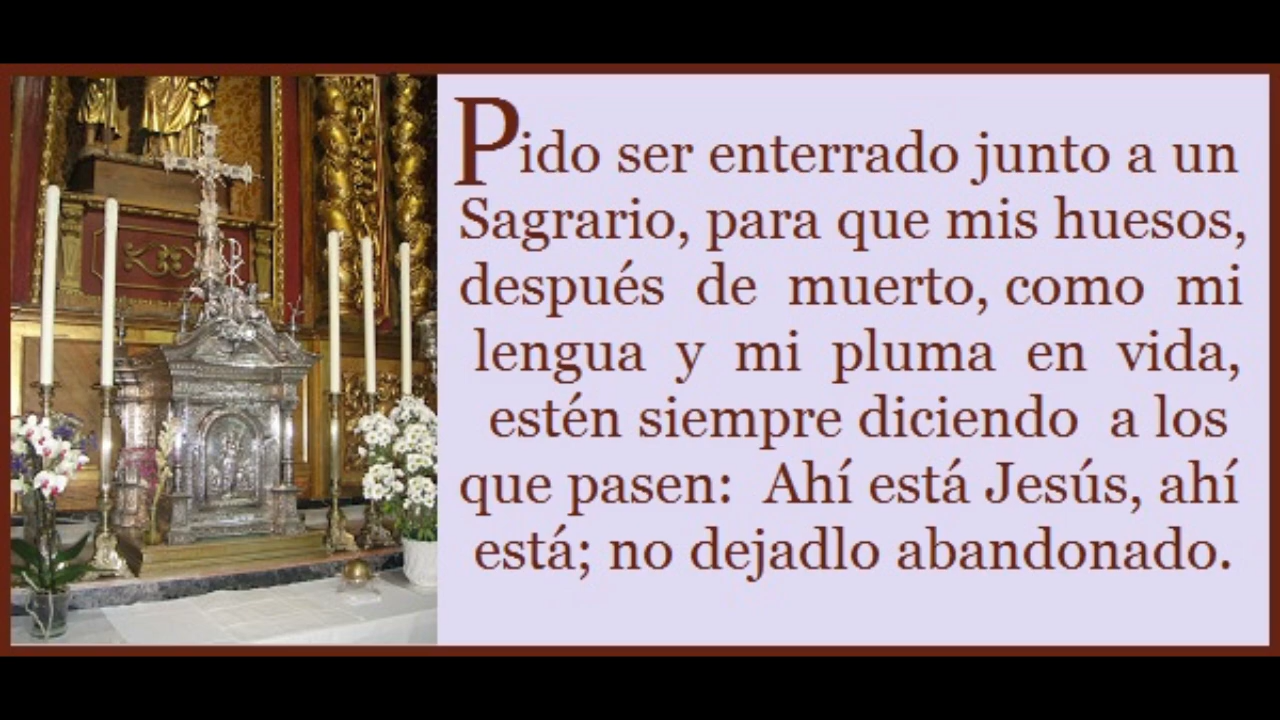 Pido ser enterrado junto a un
Sagrario, para que mis huesos,
después de muerto, como mi
lengua y mi pluma en vida,
estén siempre diciendo a los
que pasen: Ahí está Jesús, ahí
está; no dejadlo abandonado.